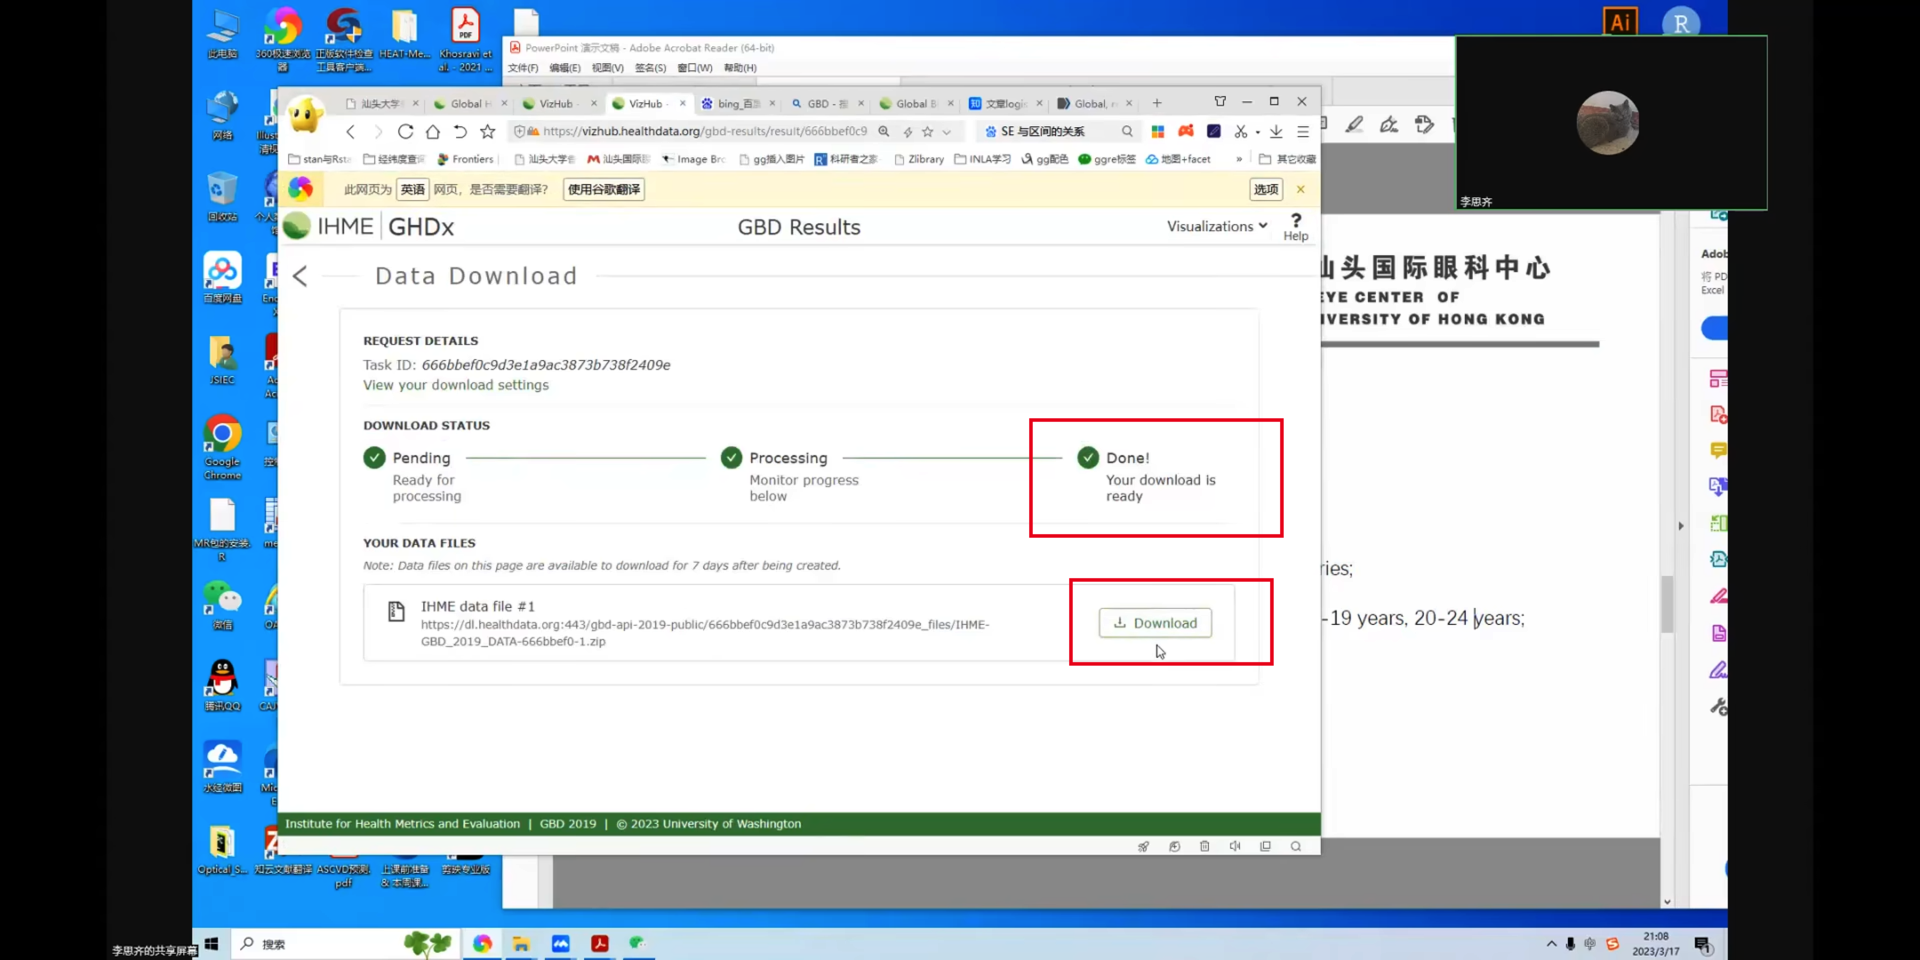 此电脑
360极速浏览器
正版软件检查工具客户端...
HEAT-Me...
Khosravi et al. - 2021 ...
Ai
R
PowerPoint 演示文稿 - Adobe Acrobat Reader (64-bit)
文件(F) 编辑(E) 视图(V) 签名(S) 窗口(W) 帮助(H)
汕头大学
Global H
VizHub -
VizHub -
bing_百
GBD -
Global B
文章logi
Global, r
https://vizhub.healthdata.org/gbd-results/result/666bbef0c9
SE 与区间的关系
stan与Rsta
经纬度查询
Frontiers
汕头大学
汕头国际
Image Bro
gg插入图片
科研者之家
Zlibrary
INLA学习
gg配色
ggre标签
地图+facet
»
其它收藏
此网页为 英语 网页，是否需要翻译？ 使用谷歌翻译
选项
李思齐
IHME | GHDx
GBD Results
Visualizations
?
Help
Data Download
REQUEST DETAILS
Task ID: 666bbef0c9d3e1a9ac3873b738f2409e
View your download settings
DOWNLOAD STATUS
Pending
Ready for
processing
Processing
Monitor progress
below
Done!
Your download is
ready
YOUR DATA FILES
Note: Data files on this page are available to download for 7 days after being created.
IHME data file #1
https://dl.healthdata.org:443/gbd-api-2019-public/666bbef0c9d3e1a9ac3873b738f2409e_files/IHME-
GBD_2019_DATA-666bbef0-1.zip
Download
Institute for Health Metrics and Evaluation | GBD 2019 | © 2023 University of Washington
汕头国际眼科中心
EYE CENTER OF
IVERSITY OF HONG KONG
ries;
-19 years, 20-24 years;
Adob
将 PD
Excel
网络
回收站
百度网盘
JSIEC
Google
Chrome
MR包的安装.
R
微信
腾讯QQ
水经微图
Optical_S...
知云文献翻译
ASCVD预测.
pdf
上课前准备
& 本周课...
剪映专业版
李思齐的共享屏幕
搜索
21:08
2023/3/17